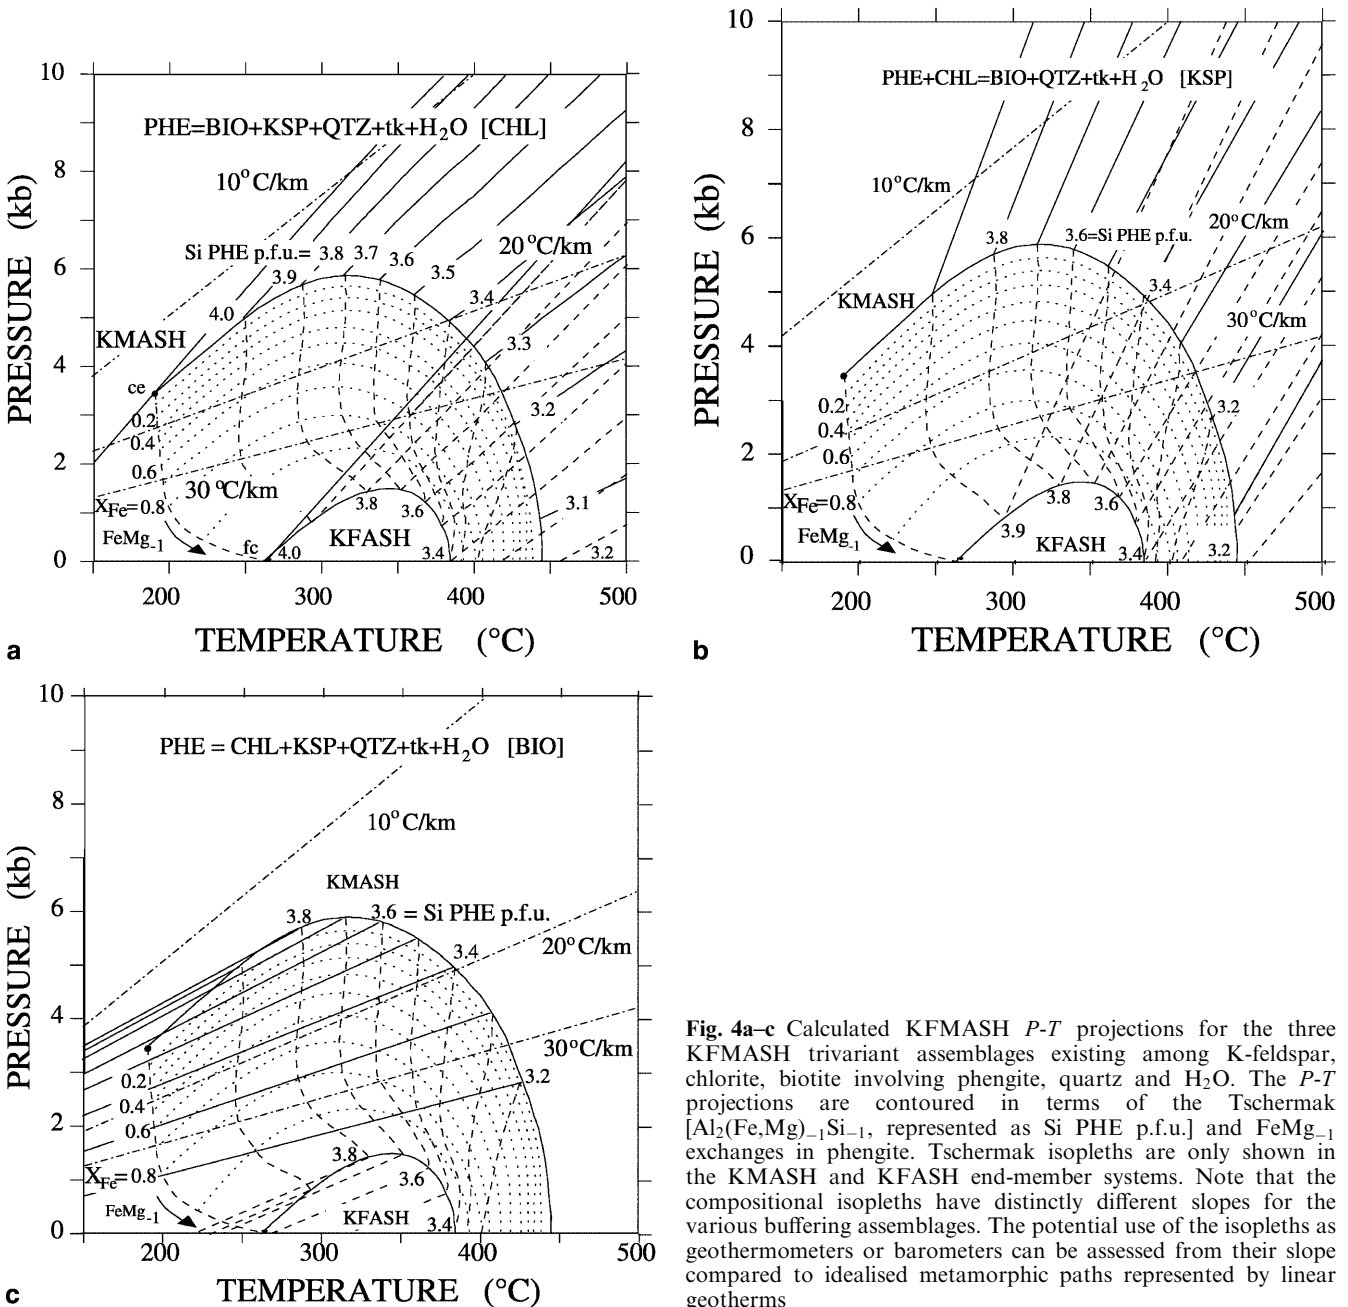 10
PHE=BIO+KSP+QTZ+tk+H2O [CHL]
8
10° C/km
Si PHE p.f.u.= 3.8 3.7 3.6 3.5
20 °C/km
6
3.9
3.4
4.0
KMASH
3.3
4
ce
3.2
0.2
0.4
2
0.6
30 °C/km
XFe=0.8
3.8
3.6
3.1
FeMg-1
KFASH
0
fc
4.0
3.4
3.2
200 300 400 500
PRESSURE (kb)
TEMPERATURE (°C)
a
10
PHE+CHL=BIO+QTZ+tk+H2O [KSP]
8
10°C/km
20°C/km
6
3.8
3.6=Si PHE p.f.u.
3.4
KMASH
30°C/km
4
0.2
3.2
0.4
2
0.6
XFe=0.8
3.8
3.6
FeMg-1
3.9
KFASH
0
3.4
3.2
200 300 400 500
PRESSURE (kb)
TEMPERATURE (°C)
b
10
PHE = CHL+KSP+QTZ+tk+H2O [BIO]
8
10° C/km
KMASH
6
3.8
3.6 = Si PHE p.f.u.
3.4
20°C/km
4
30°C/km
0.2
3.2
0.4
2
0.6
3.8
XFe=0.8
3.6
FeMg-1
KFASH
0
3.4
200 300 400 500
PRESSURE (kb)
TEMPERATURE (°C)
c
Fig. 4a–c Calculated KFMASH P-T projections for the three
KFMASH trivariant assemblages existing among K-feldspar,
chlorite, biotite involving phengite, quartz and H2O. The P-T
projections are contoured in terms of the Tschermak
[Al2(Fe,Mg)−1Si−1, represented as Si PHE p.f.u.] and FeMg−1
exchanges in phengite. Tschermak isopleths are only shown in
the KMASH and KFASH end-member systems. Note that the
compositional isopleths have distinctly different slopes for the
various buffering assemblages. The potential use of the isopleths as
geothermometers or barometers can be assessed from their slope
compared to idealised metamorphic paths represented by linear
geotherms